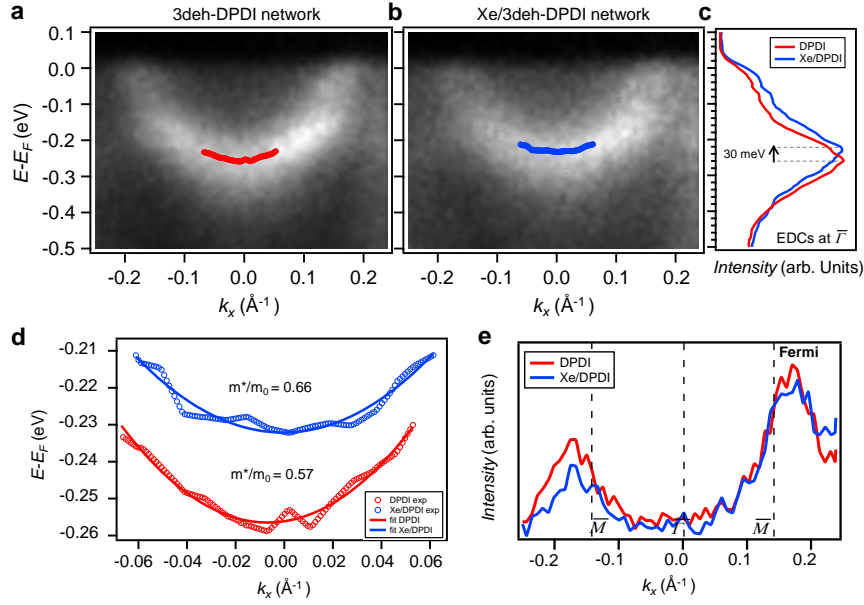 a
3deh-DPDI network
0.1
0.0
-0.1
-0.2
-0.3
-0.4
-0.5
E-E_F (eV)
-0.2
-0.1
0.0
0.1
0.2
k_x (Å⁻¹)
b
Xe/3deh-DPDI network
-0.2
-0.1
0.0
0.1
0.2
k_x (Å⁻¹)
c
DPDI
Xe/DPDI
30 meV
EDCs at Γ̅
Intensity (arb. Units)
d
-0.21
-0.22
-0.23
-0.24
-0.25
-0.26
E-E_F (eV)
m*/m₀ = 0.66
m*/m₀ = 0.57
DPDI exp
Xe/DPDI exp
fit DPDI
fit Xe/DPDI
-0.06
-0.04
-0.02
0.00
0.02
0.04
0.06
k_x (Å⁻¹)
e
DPDI
Xe/DPDI
Fermi
Intensity (arb. units)
M̅
M̅
-0.2
-0.1
0.0
0.1
0.2
k_x (Å⁻¹)